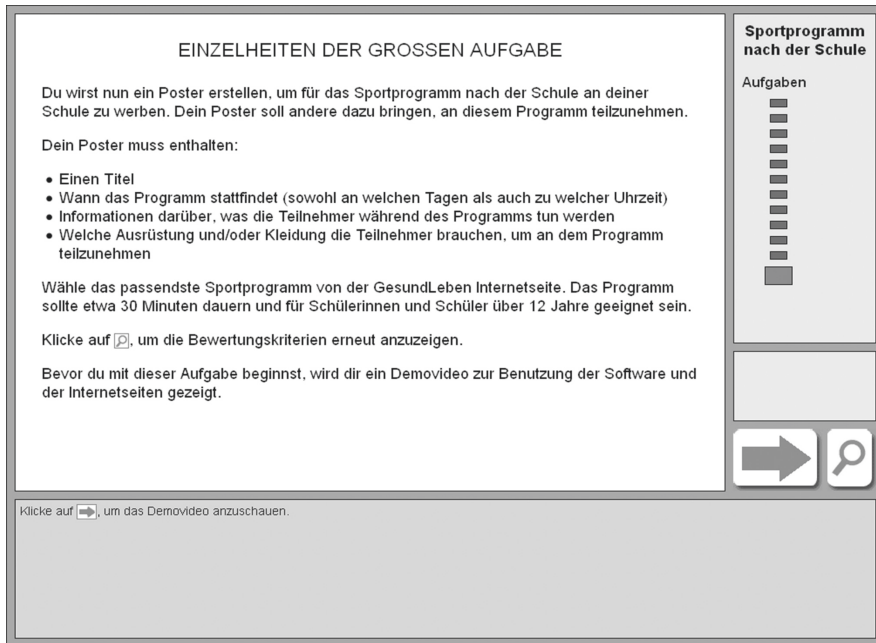 EINZELHEITEN DER GROSSEN AUFGABE
Du wirst nun ein Poster erstellen, um für das Sportprogramm nach der Schule an deiner
Schule zu werben. Dein Poster soll andere dazu bringen, an diesem Programm teilzunehmen.
Dein Poster muss enthalten:
• Einen Titel
• Wann das Programm stattfindet (sowohl an welchen Tagen als auch zu welcher Uhrzeit)
• Informationen darüber, was die Teilnehmer während des Programms tun werden
• Welche Ausrüstung und/oder Kleidung die Teilnehmer brauchen, um an dem Programm
teilzunehmen
Wähle das passendste Sportprogramm von der GesundLeben Internetseite. Das Programm
sollte etwa 30 Minuten dauern und für Schülerinnen und Schüler über 12 Jahre geeignet sein.
Klicke auf , um die Bewertungskriterien erneut anzuzeigen.
Bevor du mit dieser Aufgabe beginnst, wird dir ein Demovideo zur Benutzung der Software und
der Internetseiten gezeigt.
Sportprogramm
nach der Schule
Aufgaben
Klicke auf , um das Demovideo anzuschauen.